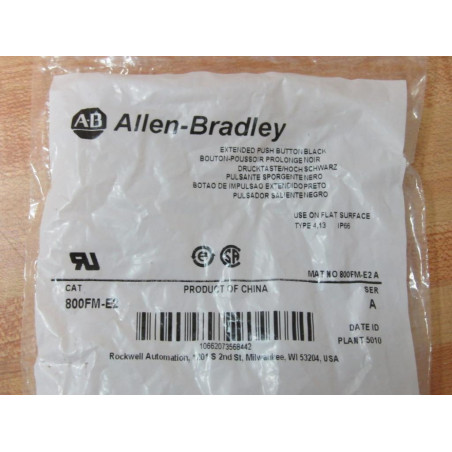 A-B Allen-Bradley
EXTENDED PUSH BUTTON BLACK
BOUTON-POUSSOIR PROLONGE NOIR
DRUCKTASTE/HOCH SCHWARZ
PULSANTE SPORGENTE NERO
BOTAO DE IMPULSAO EXTENDIDO PRETO
PULSADOR SALIENTE NEGRO
USE ON FLAT SURFACE
TYPE 4,13 IP66
MAT NO 800FM-E2 A
CAT PRODUCT OF CHINA SER
800FM-E2 A
DATE ID
10662073568442 PLANT 5010
Rockwell Automation, 1201 S 2nd St, Milwaukee, WI 53204, USA